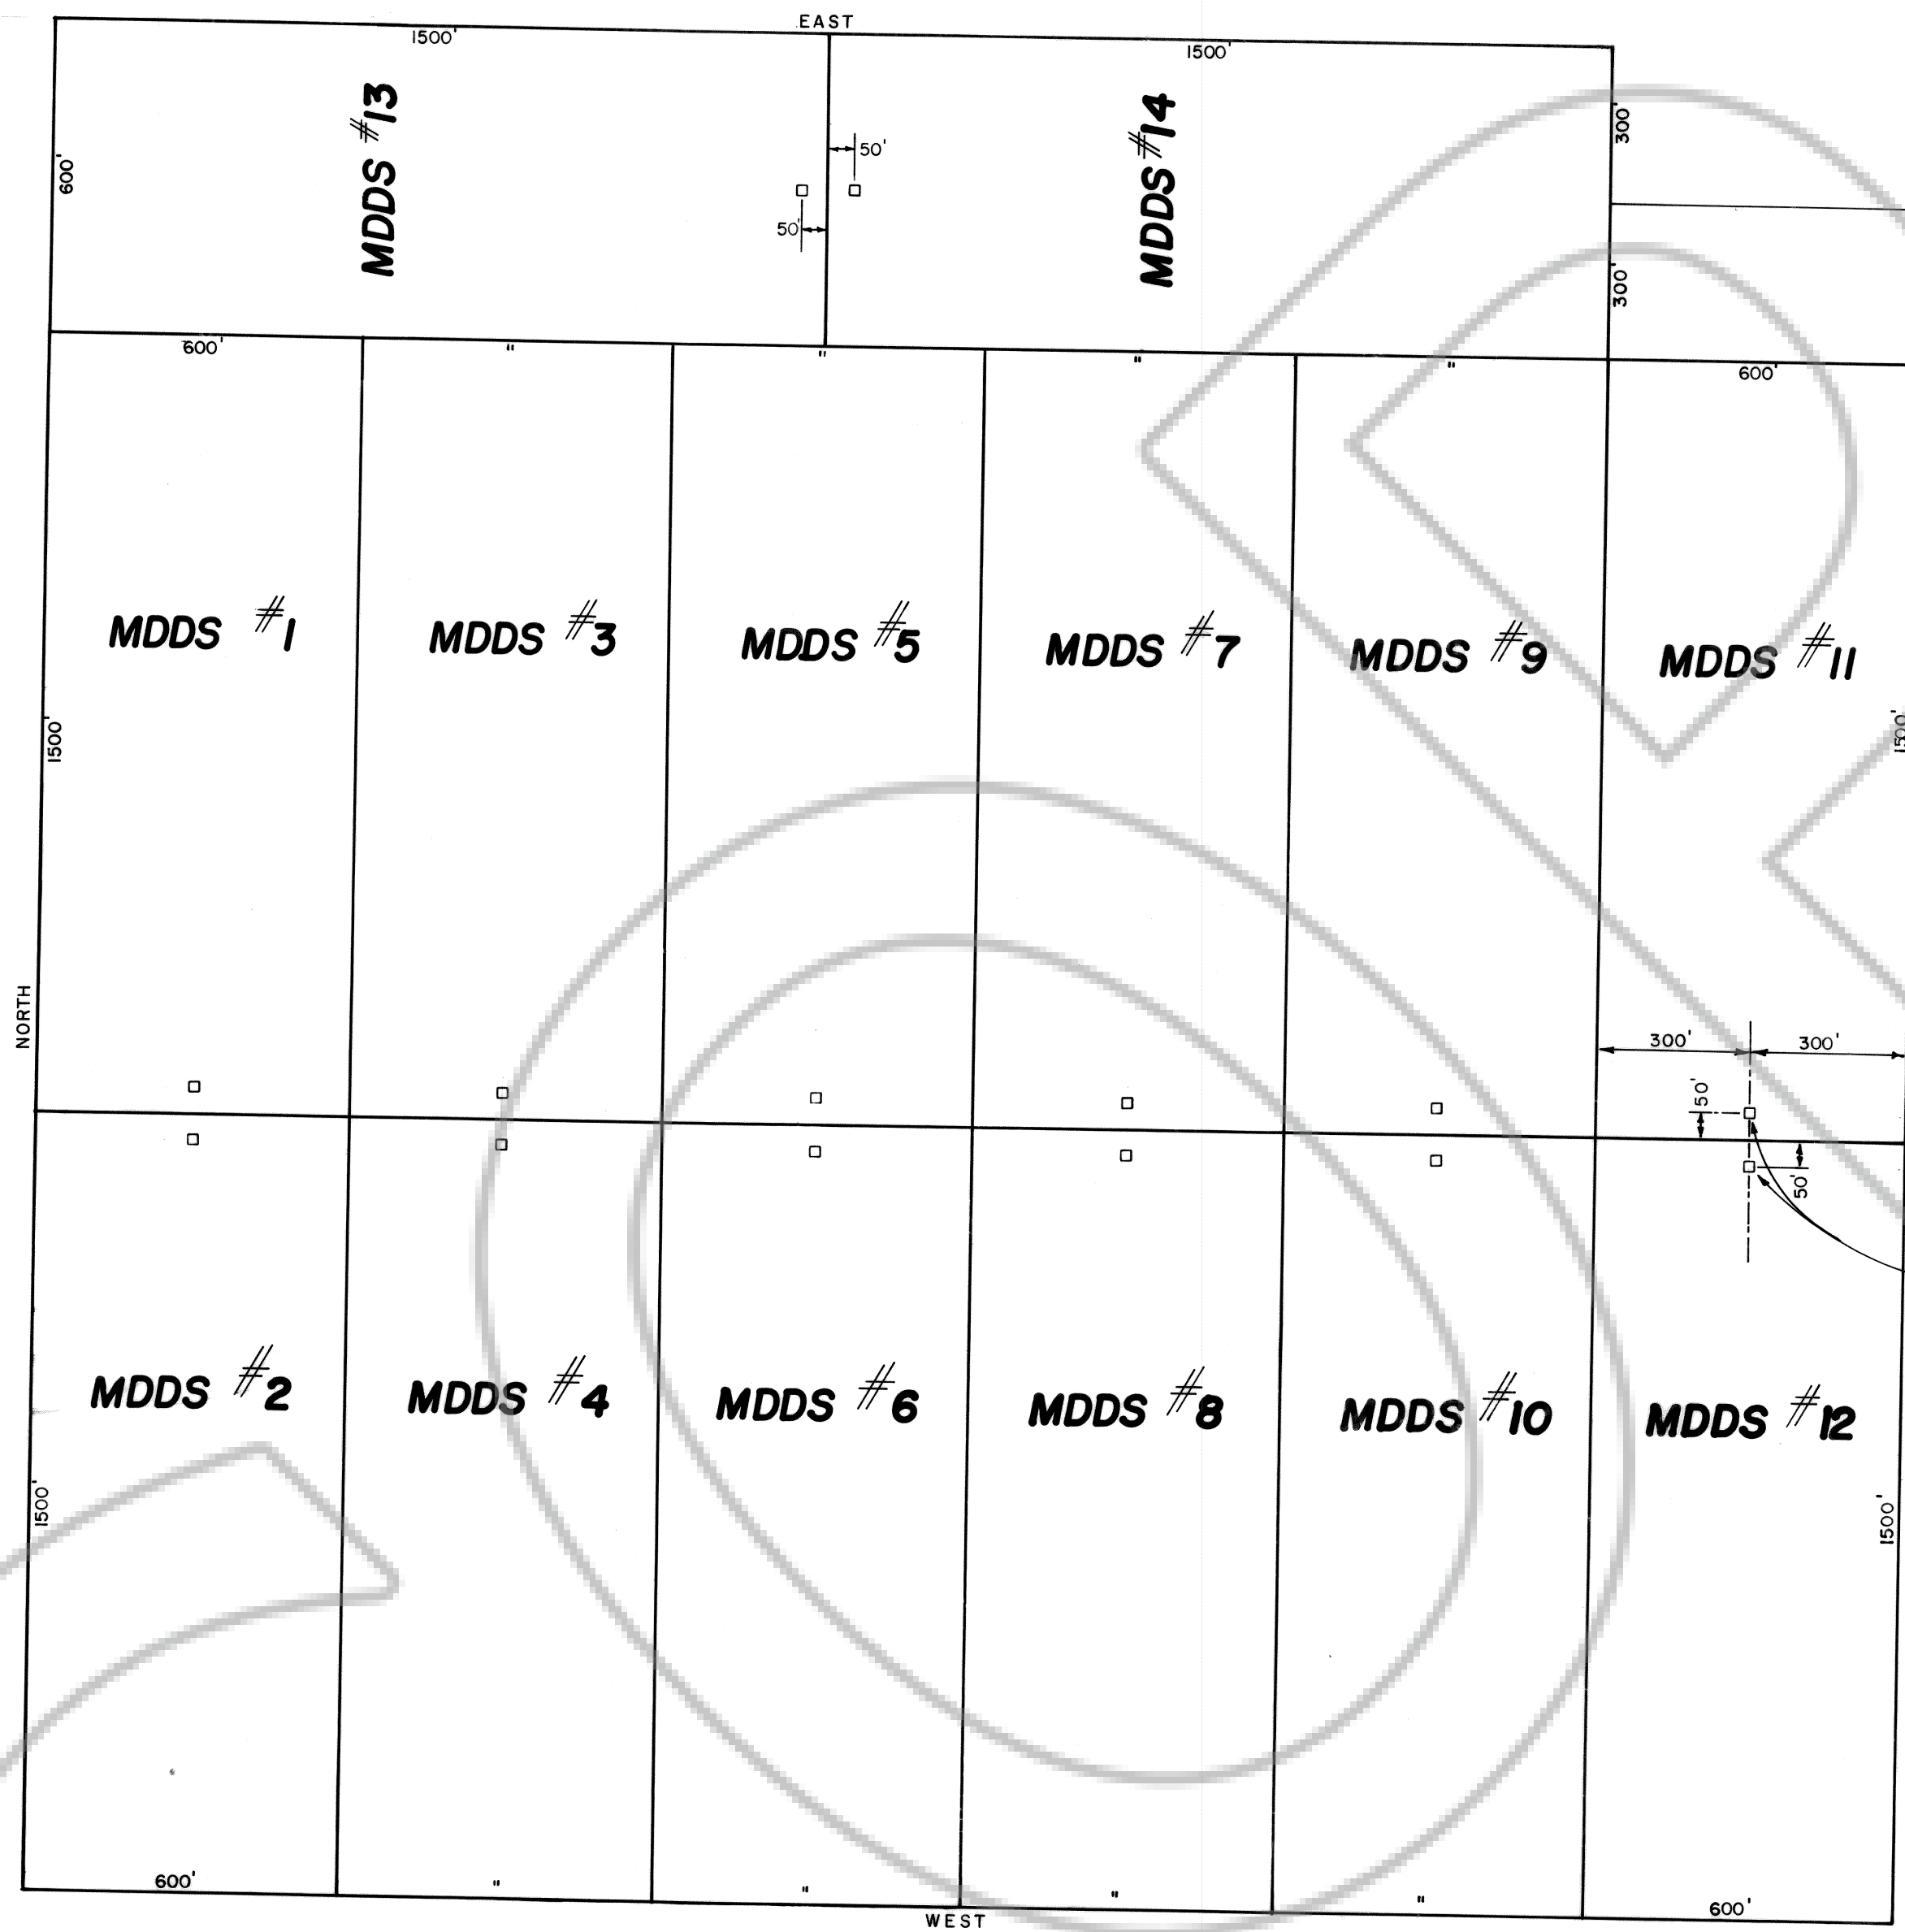 EAST
1500'
1500'
MDDS #13
MDDS #14
600'
50'
50'
300'
300'
600'
"
"
"
"
600'
MDDS #1
MDDS #3
MDDS #5
MDDS #7
MDDS #9
MDDS #11
1500'
1500'
NORTH
300'
300'
50'
50'
MDDS #2
MDDS #4
MDDS #6
MDDS #8
MDDS #10
MDDS #12
1500'
1500'
600'
"
"
"
"
600'
WEST